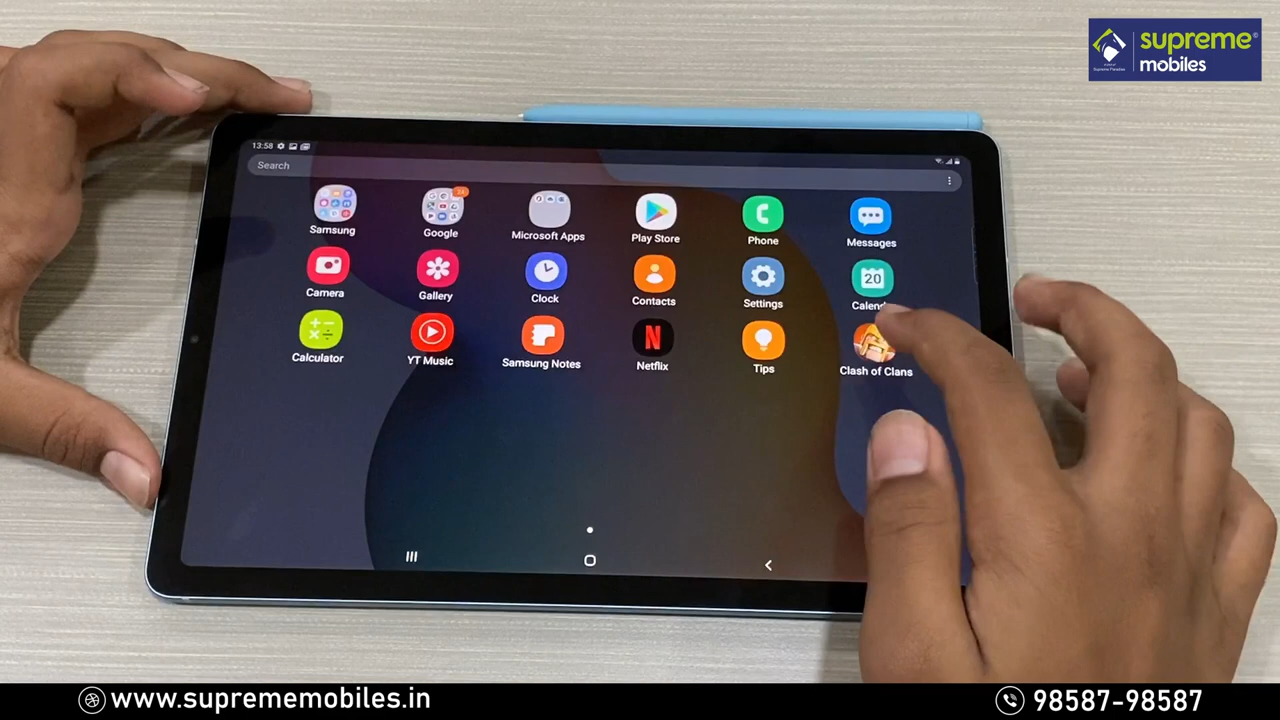 supreme
mobiles
13:58
Search
Samsung
Google
Microsoft Apps
Play Store
Phone
Messages
Camera
Gallery
Clock
Contacts
Settings
20
Calend
Calculator
YT Music
Samsung Notes
Netflix
Tips
Clash of Clans
www.suprememobiles.in
98587-98587